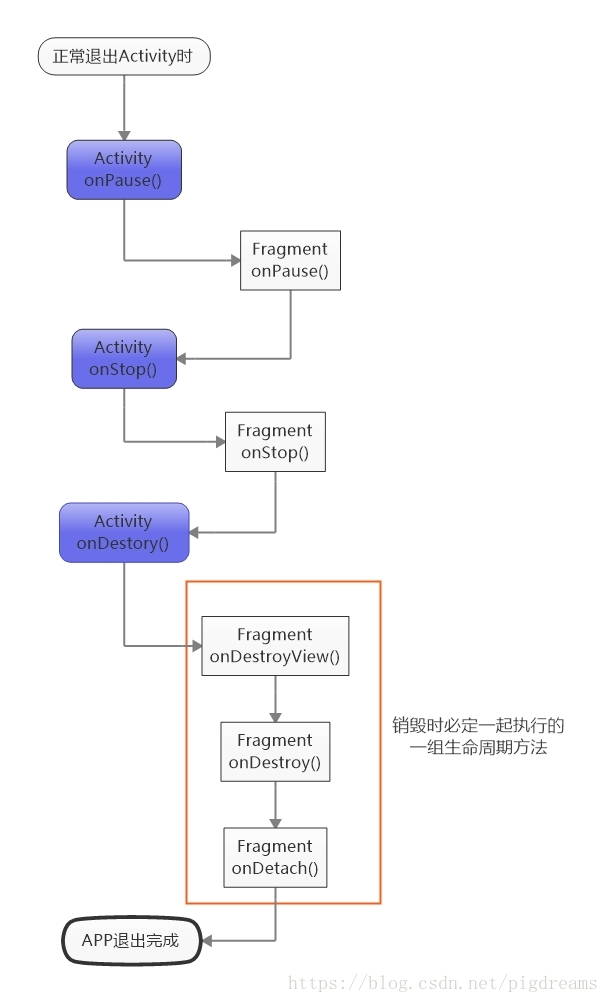 正常退出Activity时
Activity
onPause()
Fragment
onPause()
Activity
onStop()
Fragment
onStop()
Activity
onDestory()
Fragment
onDestroyView()
Fragment
onDestroy()
销毁时必定一起执行的
一组生命周期方法
Fragment
onDetach()
APP退出完成
https://blog.csdn.net/pigdreams